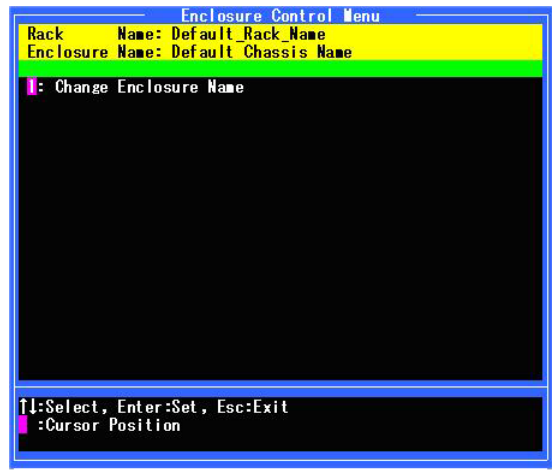 Enclosure Control Menu
Rack Name: Default_Rack_Name
Enclosure Name: Default Chassis Name
1: Change Enclosure Name
↑↓:Select, Enter:Set, Esc:Exit
:Cursor Position